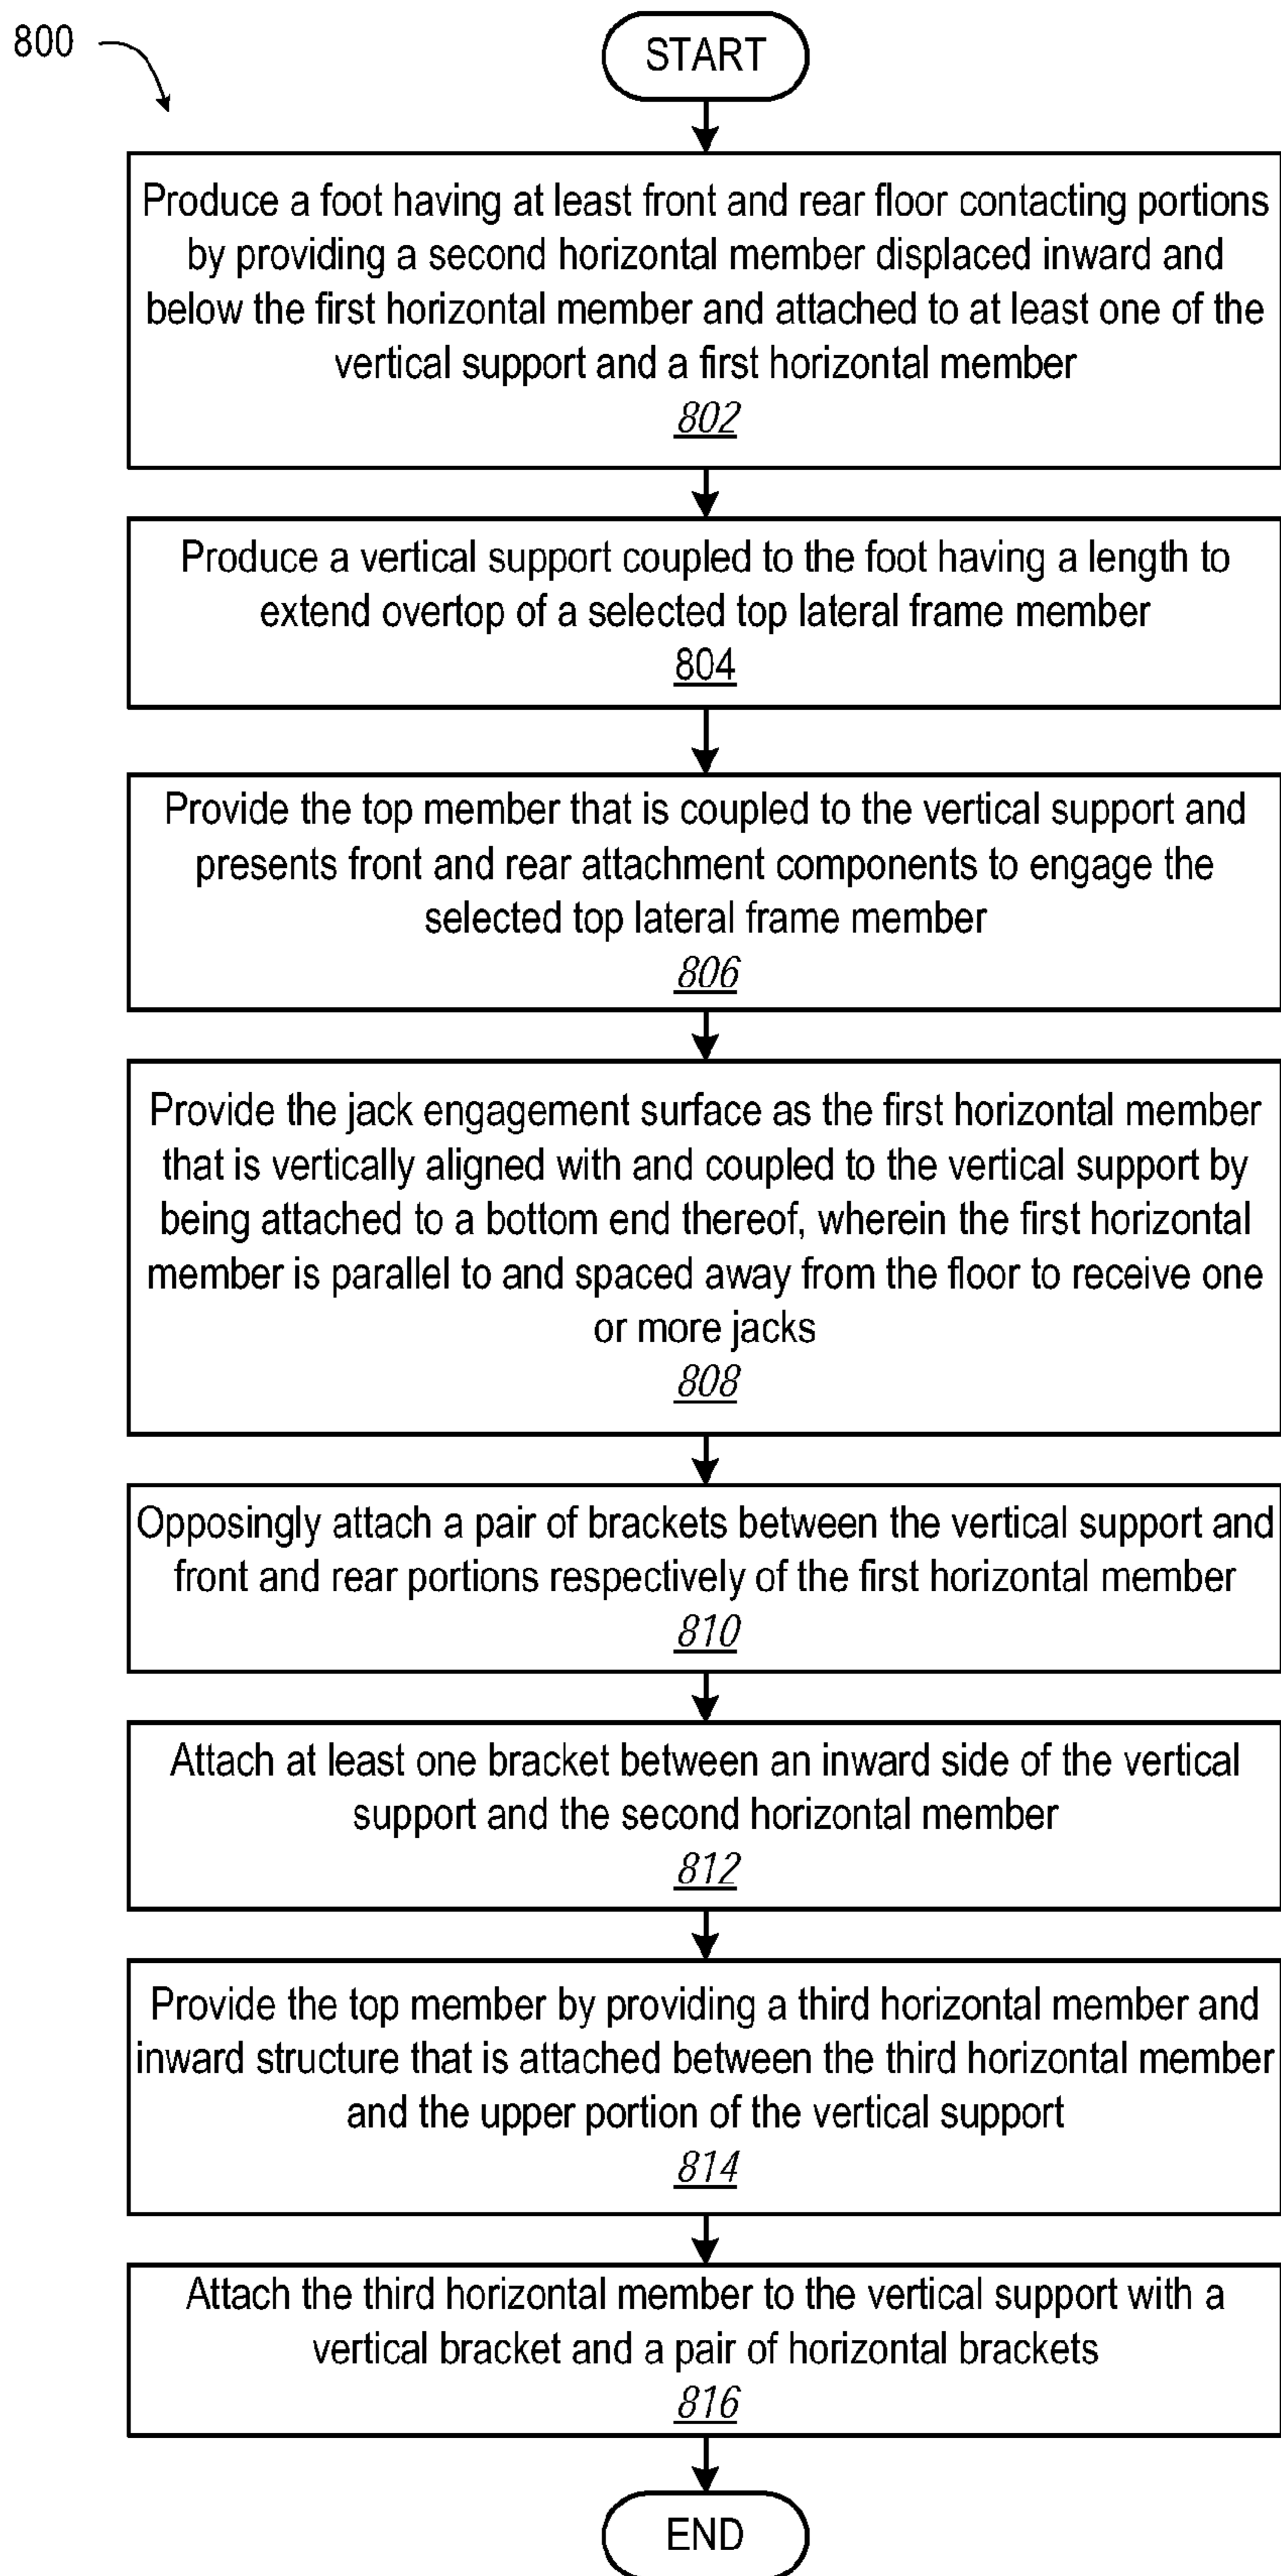 800
START
Produce a foot having at least front and rear floor contacting portions
by providing a second horizontal member displaced inward and
below the first horizontal member and attached to at least one of the
vertical support and a first horizontal member
802
Produce a vertical support coupled to the foot having a length to
extend overtop of a selected top lateral frame member
804
Provide the top member that is coupled to the vertical support and
presents front and rear attachment components to engage the
selected top lateral frame member
806
Provide the jack engagement surface as the first horizontal member
that is vertically aligned with and coupled to the vertical support by
being attached to a bottom end thereof, wherein the first horizontal
member is parallel to and spaced away from the floor to receive one
or more jacks
808
Opposingly attach a pair of brackets between the vertical support and
front and rear portions respectively of the first horizontal member
810
Attach at least one bracket between an inward side of the vertical
support and the second horizontal member
812
Provide the top member by providing a third horizontal member and
inward structure that is attached between the third horizontal member
and the upper portion of the vertical support
814
Attach the third horizontal member to the vertical support with a
vertical bracket and a pair of horizontal brackets
816
END